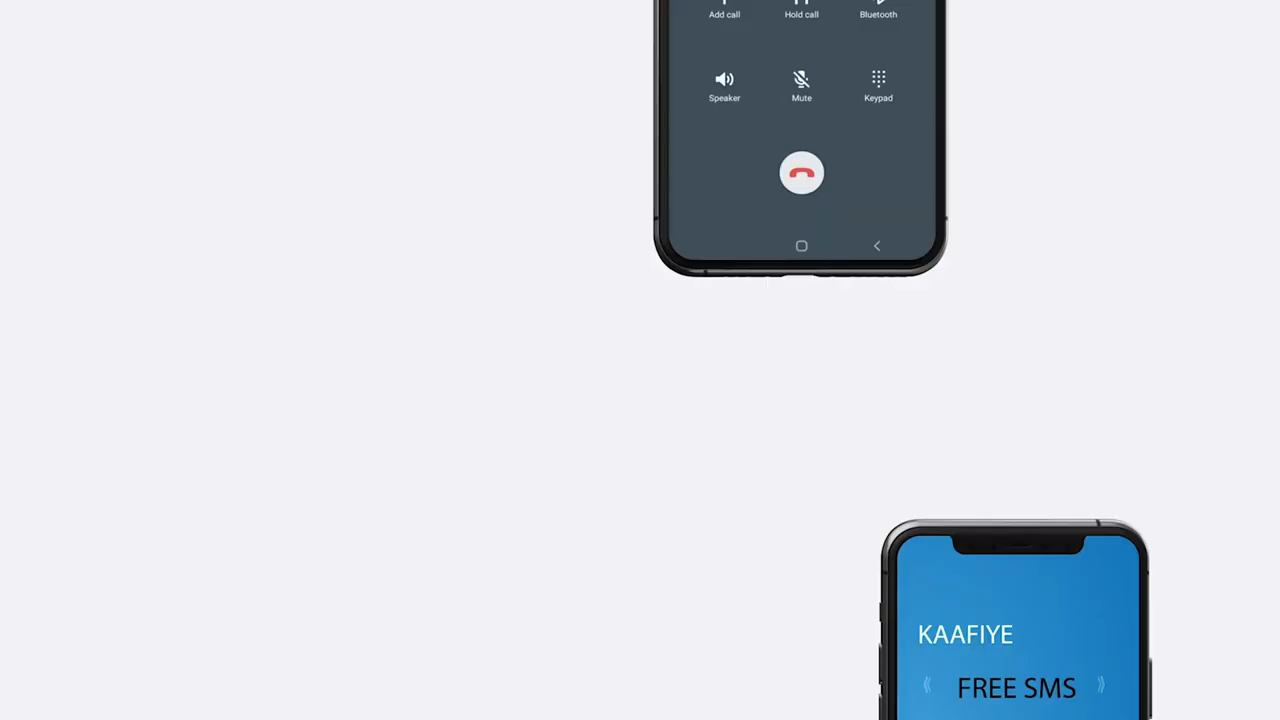 Add call Hold call Bluetooth
Speaker Mute Keypad
KAAFIYE
FREE SMS